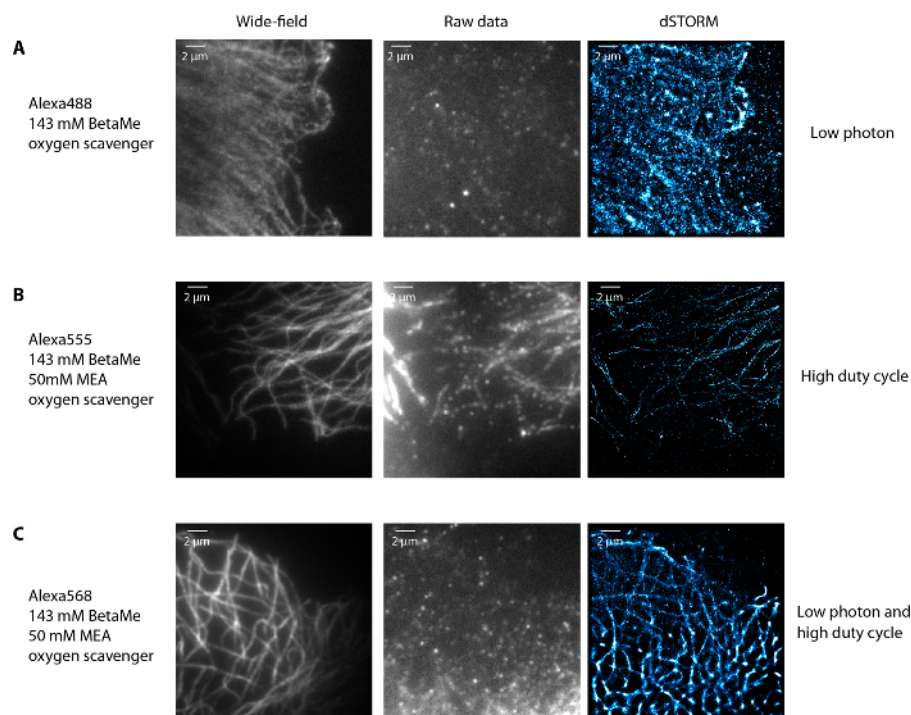 Wide-field
Raw data
dSTORM
A
2 μm
2 μm
2 μm
Alexa488
143 mM BetaMe
oxygen scavenger
Low photon
B
2 μm
2 μm
2 μm
Alexa555
143 mM BetaMe
50mM MEA
oxygen scavenger
High duty cycle
C
2 μm
2 μm
2 μm
Alexa568
143 mM BetaMe
50 mM MEA
oxygen scavenger
Low photon and
high duty cycle